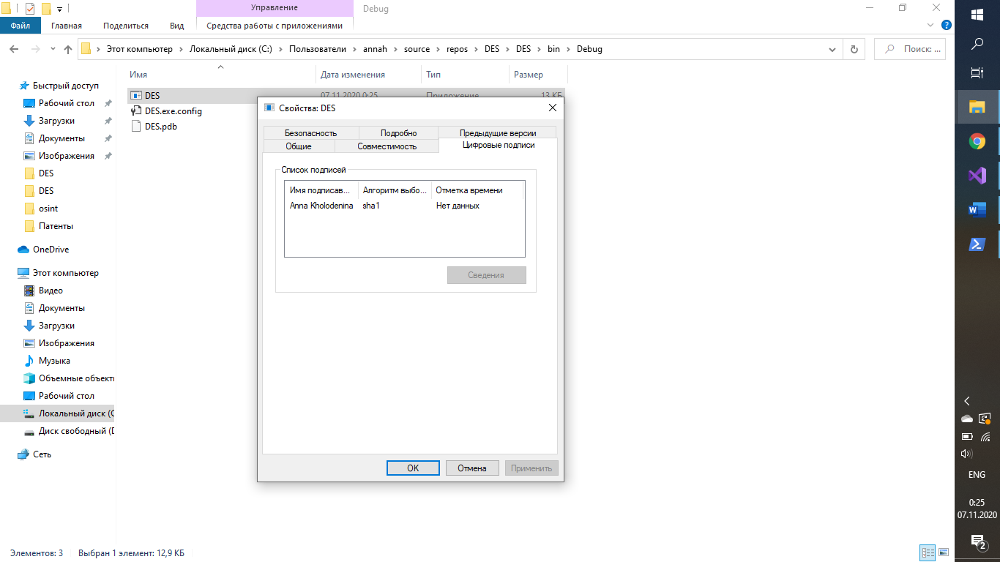 Управление
Debug
Файл
Главная
Поделиться
Вид
Средства работы с приложениями
Этот компьютер
Локальный диск (C:)
Пользователи
annah
source
repos
DES
DES
bin
Debug
Поиск: ...
Имя
Дата изменения
Тип
Размер
Быстрый доступ
Рабочий стол
Загрузки
Документы
Изображения
DES
DES
osint
Патенты
OneDrive
Этот компьютер
Видео
Документы
Загрузки
Изображения
Музыка
Объемные объекты
Рабочий стол
Локальный диск (C
Диск свободный (D
Сеть
DES
07.11.2020 0:25
Приложение
13 КБ
DES.exe.config
DES.pdb
Свойства: DES
Безопасность
Подробно
Предыдущие версии
Общие
Совместимость
Цифровые подписи
Список подписей
Имя подписав...
Алгоритм выбо...
Отметка времени
Anna Kholodenina
sha1
Нет данных
Сведения
OK
Отмена
Применить
Элементов: 3
Выбран 1 элемент: 12,9 КБ
ENG
0:25
07.11.2020
2